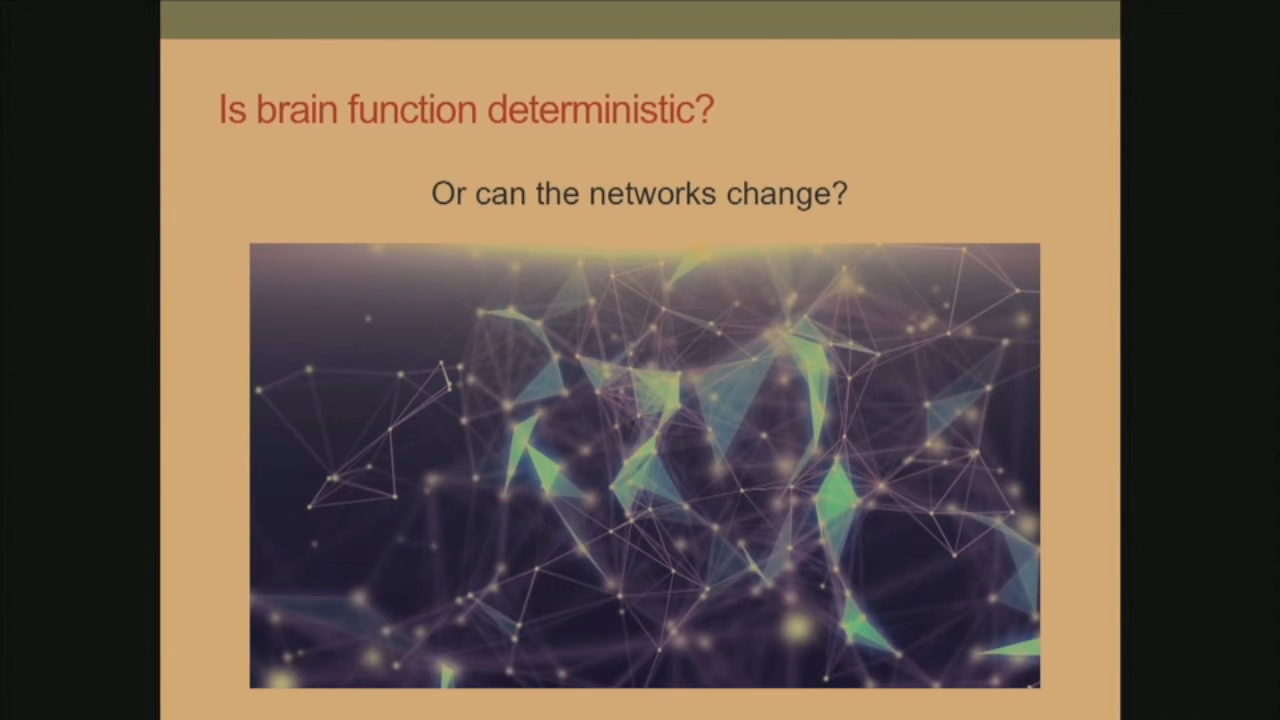 Is brain function deterministic?
Or can the networks change?